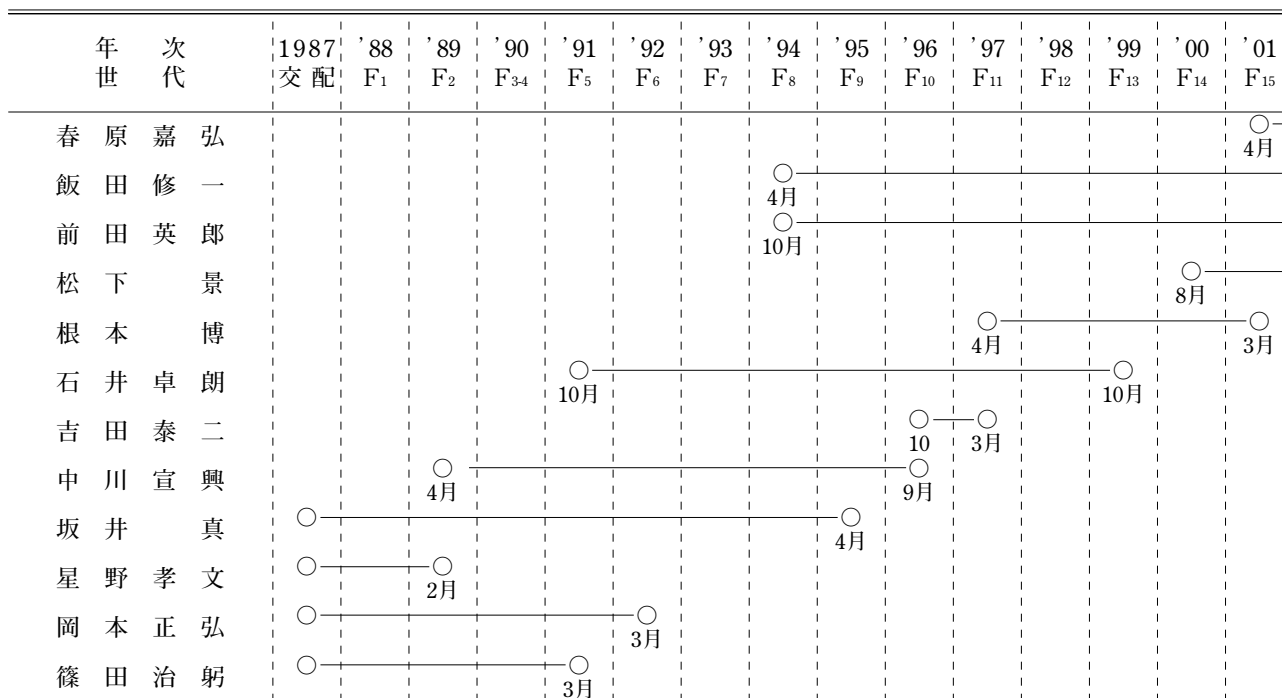 年次 1987 '88 '89 '90 '91 '92 '93 '94 '95 '96 '97 '98 '99 '00 '01
世代 交配 F₁ F₂ F₃₋₄ F₅ F₆ F₇ F₈ F₉ F₁₀ F₁₁ F₁₂ F₁₃ F₁₄ F₁₅
春原嘉弘 4月
飯田修一 4月
前田英郎 10月
松下景 8月
根本博 4月 3月
石井卓朗 10月 10月
吉田泰二 10 3月
中川宣興 4月 9月
坂井真 4月
星野孝文 2月
岡本正弘 3月
篠田治躬 3月